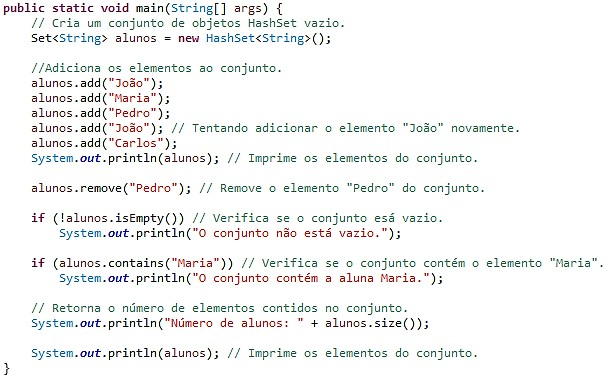 public static void main(String[] args) {
// Cria um conjunto de objetos HashSet vazio.
Set<String> alunos = new HashSet<String>();
//Adiciona os elementos ao conjunto.
alunos.add("João");
alunos.add("Maria");
alunos.add("Pedro");
alunos.add("João"); // Tentando adicionar o elemento "João" novamente.
alunos.add("Carlos");
System.out.println(alunos); // Imprime os elementos do conjunto.
alunos.remove("Pedro"); // Remove o elemento "Pedro" do conjunto.
if (!alunos.isEmpty()) // Verifica se o conjunto esá vazio.
System.out.println("O conjunto não está vazio.");
if (alunos.contains("Maria")) // Verifica se o conjunto contém o elemento "Maria".
System.out.println("O conjunto contém a aluna Maria.");
// Retorna o número de elementos contidos no conjunto.
System.out.println("Número de alunos: " + alunos.size());
System.out.println(alunos); // Imprime os elementos do conjunto.
}